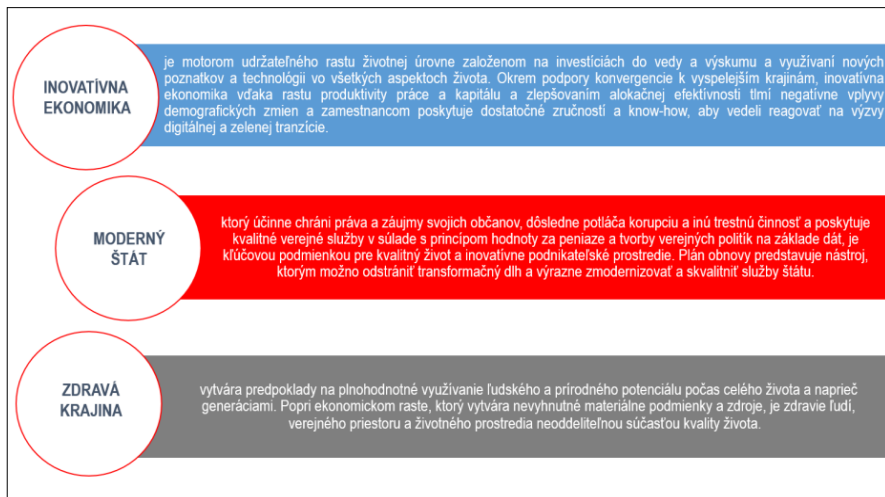 INOVATÍVNA
EKONOMIKA
je motorom udržateľného rastu životnej úrovne založenom na investíciách do vedy a výskumu a využívaní nových
poznatkov a technológii vo všetkých aspektoch života. Okrem podpory konvergencie k vyspelejším krajinám, inovatívna
ekonomika vďaka rastu produktivity práce a kapitálu a zlepšovaním alokačnej efektívnosti tlmí negatívne vplyvy
demografických zmien a zamestnancom poskytuje dostatočné zručností a know-how, aby vedeli reagovať na výzvy
digitálnej a zelenej tranzície.
MODERNÝ
ŠTÁT
ktorý účinne chráni práva a záujmy svojich občanov, dôsledne potláča korupciu a inú trestnú činnosť a poskytuje
kvalitné verejné služby v súlade s princípom hodnoty za peniaze a tvorby verejných politík na základe dát, je
kľúčovou podmienkou pre kvalitný život a inovatívne podnikateľské prostredie. Plán obnovy predstavuje nástroj,
ktorým možno odstrániť transformačný dlh a výrazne zmodernizovať a skvalitniť služby štátu.
ZDRAVÁ
KRAJINA
vytvára predpoklady na plnohodnotné využívanie ľudského a prírodného potenciálu počas celého života a naprieč
generáciami. Popri ekonomickom raste, ktorý vytvára nevyhnutné materiálne podmienky a zdroje, je zdravie ľudí,
verejného priestoru a životného prostredia neoddeliteľnou súčasťou kvality života.